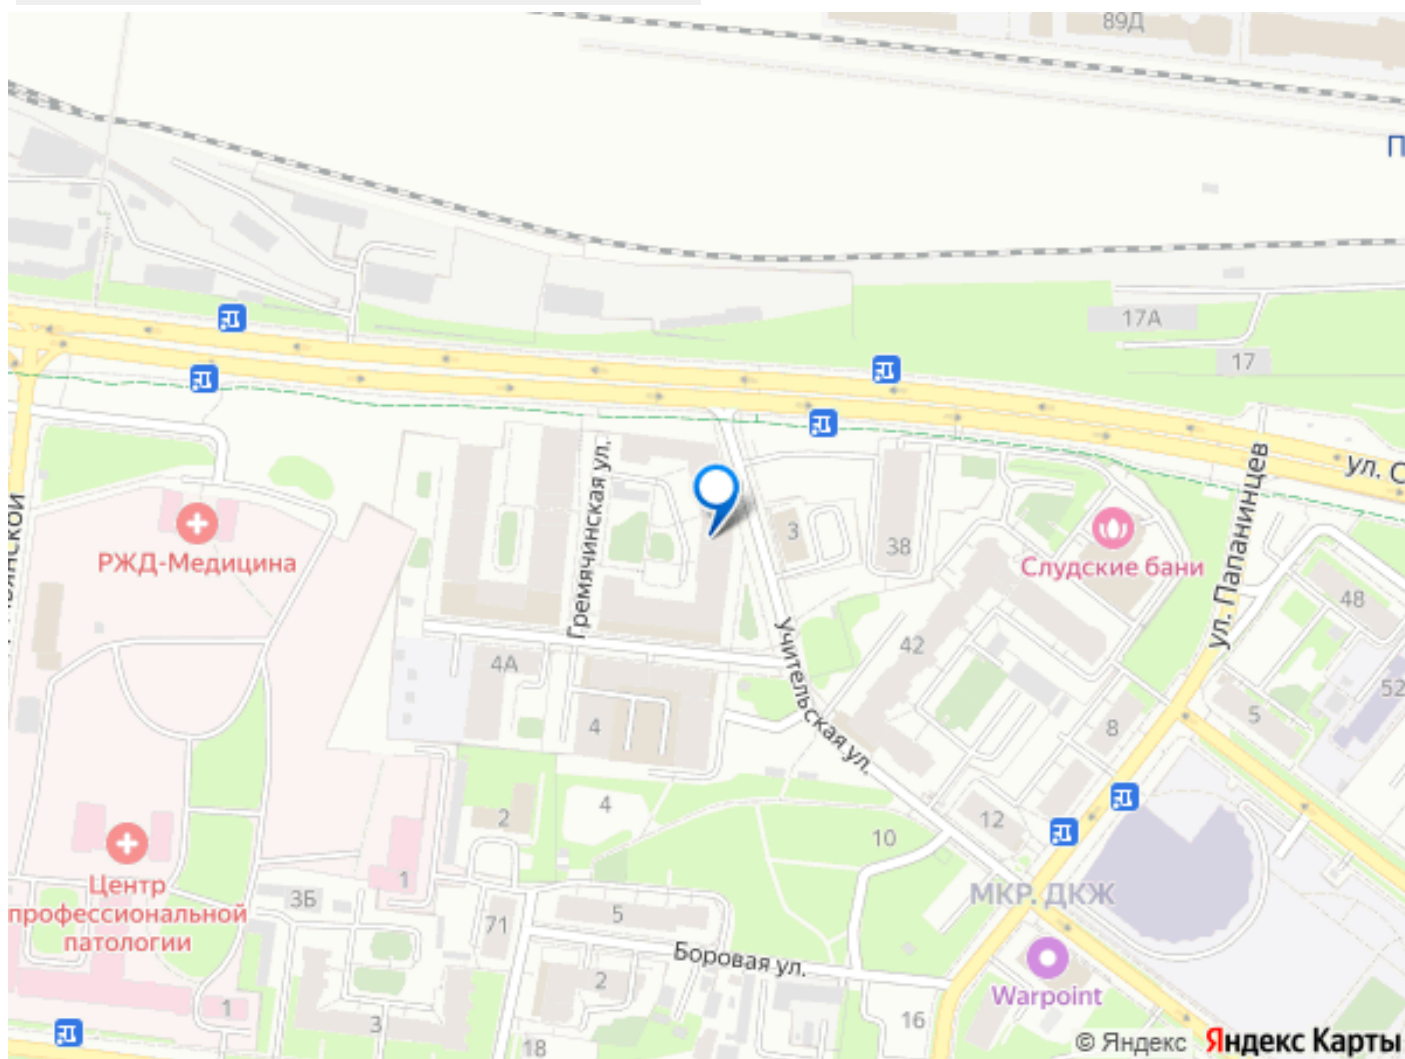 89Д
П
17А
17
ул. С
РЖД-Медицина
Гремячинская ул.
3
38
Слудские бани
ул. Папанинцев
48
52
5
42
8
учительская ул.
4А
4
4
2
10
12
1
Центр
профессиональной
патологии
3Б
71
5
МКР. ДКЖ
Боровая ул.
2
Warpoint
1
3
16
18
© Яндекс Яндекс Карты